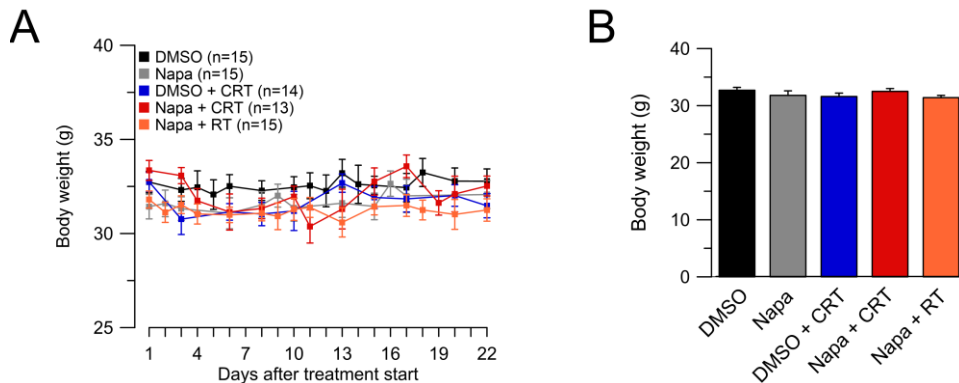 A
Body weight (g)
40
35
30
25
DMSO (n=15)
Napa (n=15)
DMSO + CRT (n=14)
Napa + CRT (n=13)
Napa + RT (n=15)
1 4 7 10 13 16 19 22
Days after treatment start
B
Body weight (g)
40
30
20
10
0
DMSO
Napa
DMSO + CRT
Napa + CRT
Napa + RT